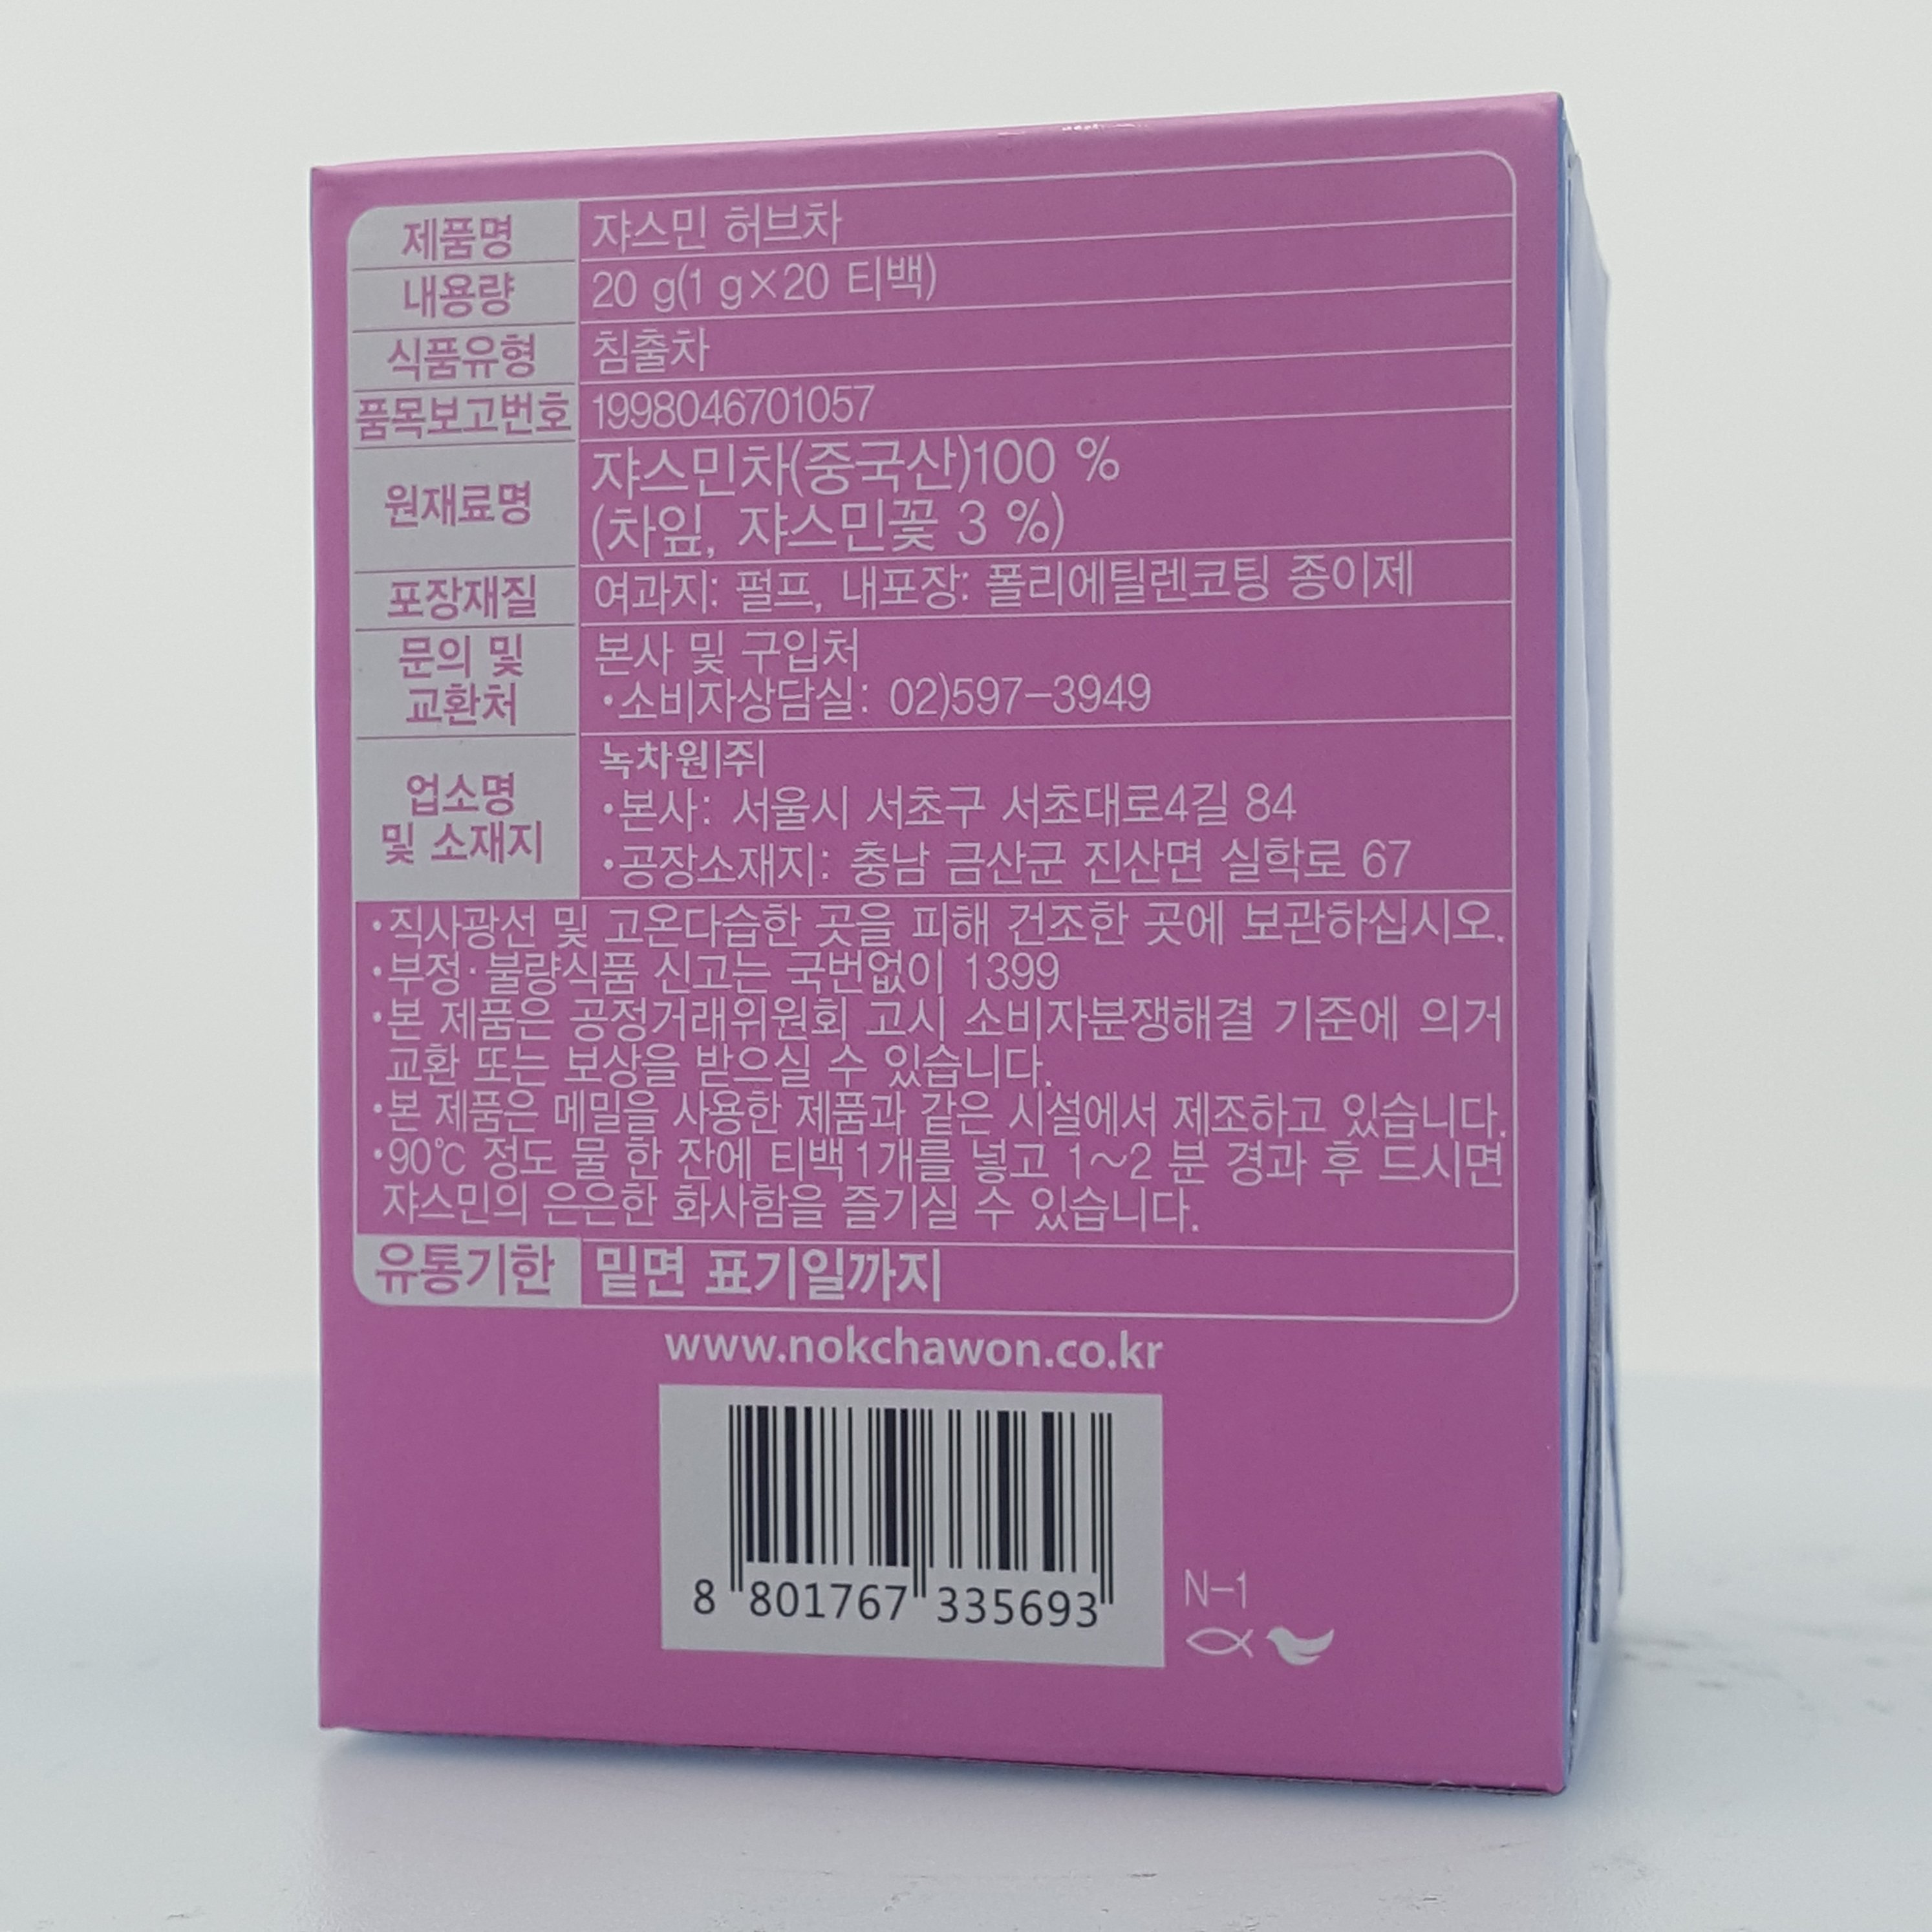 제품명 쟈스민 허브차
내용량 20 g(1 g×20 티백)
식품유형 침출차
품목보고번호 1998046701057
원재료명 쟈스민차(중국산)100 %
(차잎, 쟈스민꽃 3 %)
포장재질 여과지: 펄프, 내포장: 폴리에틸렌코팅 종이제
문의 및 교환처 본사 및 구입처
•소비자상담실: 02)597-3949
업소명 및 소재지 녹차원|주|
•본사: 서울시 서초구 서초대로4길 84
•공장소재지: 충남 금산군 진산면 실학로 67
•직사광선 및 고온다습한 곳을 피해 건조한 곳에 보관하십시오.
•부정·불량식품 신고는 국번없이 1399
•본 제품은 공정거래위원회 고시 소비자분쟁해결 기준에 의거
교환 또는 보상을 받으실 수 있습니다.
•본 제품은 메밀을 사용한 제품과 같은 시설에서 제조하고 있습니다.
•90℃ 정도 물 한 잔에 티백1개를 넣고 1~2 분 경과 후 드시면
쟈스민의 은은한 화사함을 즐기실 수 있습니다.
유통기한 밑면 표기일까지
www.nokchawon.co.kr
8 801767 335693
N-1